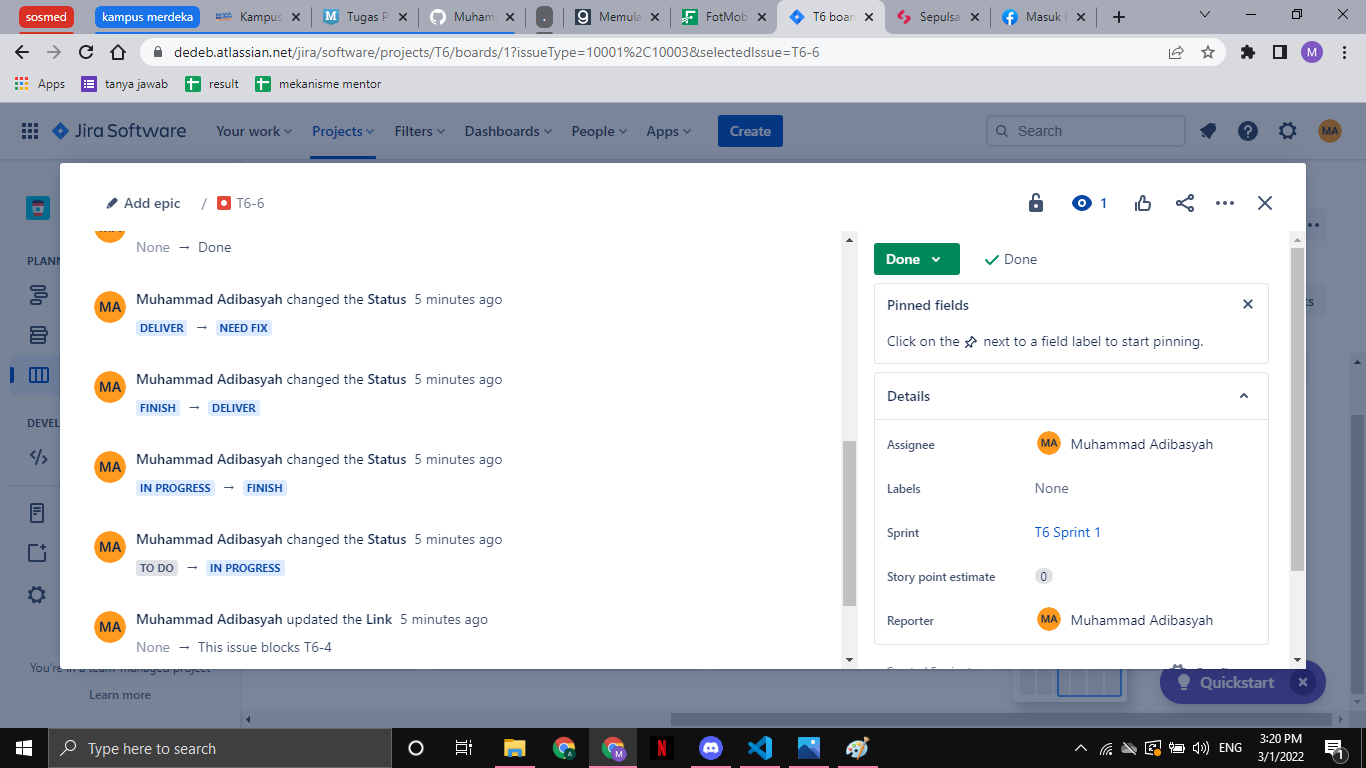 sosmed
kampus merdeka
Kampus
Tugas P
Muham
.
Memula
FotMob
T6 boar
Sepulsa
Masuk F
dedeb.atlassian.net/jira/software/projects/T6/boards/1?issueType=10001%2C10003&selectedIssue=T6-6
M
Apps
tanya jawab
result
mekanisme mentor
Jira Software
Your work
Projects
Filters
Dashboards
People
Apps
Create
Search
MA
Add epic / T6-6
1
PLANN
DEVEL
None → Done
MA
Muhammad Adibasyah changed the Status 5 minutes ago
DELIVER → NEED FIX
MA
Muhammad Adibasyah changed the Status 5 minutes ago
FINISH → DELIVER
MA
Muhammad Adibasyah changed the Status 5 minutes ago
IN PROGRESS → FINISH
MA
Muhammad Adibasyah changed the Status 5 minutes ago
TO DO → IN PROGRESS
MA
Muhammad Adibasyah updated the Link 5 minutes ago
None → This issue blocks T6-4
Done
Done
Pinned fields
Click on the next to a field label to start pinning.
Details
Assignee
MA Muhammad Adibasyah
Labels
None
Sprint
T6 Sprint 1
Story point estimate
0
Reporter
MA Muhammad Adibasyah
You're in a team-managed project
Learn more
Quickstart
Type here to search
A
M
N
ENG
3:20 PM
3/1/2022
1